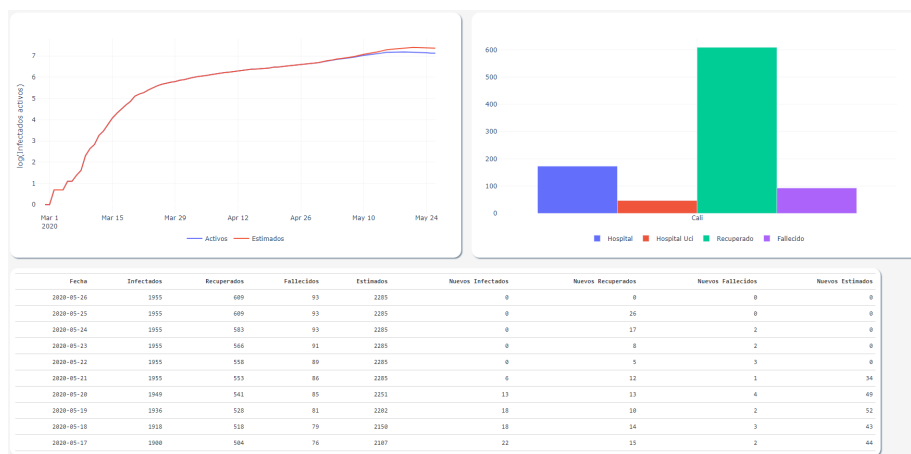 7
6
5
4
3
2
1
0
log(Infectados activos)
Mar 1 Mar 15 Mar 29 Apr 12 Apr 26 May 10 May 24
2020
Activos Estimados
600
500
400
300
200
100
0
Cali
Hospital Hospital Uci Recuperado Fallecido
Fecha Infectados Recuperados Fallecidos Estimados Nuevos Infectados Nuevos Recuperados Nuevos Fallecidos Nuevos Estimados
2020-05-26 1955 609 93 2285 0 0 0 0
2020-05-25 1955 609 93 2285 0 26 0 0
2020-05-24 1955 583 93 2285 0 17 2 0
2020-05-23 1955 566 91 2285 0 8 2 0
2020-05-22 1955 558 89 2285 0 5 3 0
2020-05-21 1955 553 86 2285 6 12 1 34
2020-05-20 1949 541 85 2251 13 13 4 49
2020-05-19 1936 528 81 2202 18 10 2 52
2020-05-18 1918 518 79 2150 18 14 3 43
2020-05-17 1900 504 76 2107 22 15 2 44